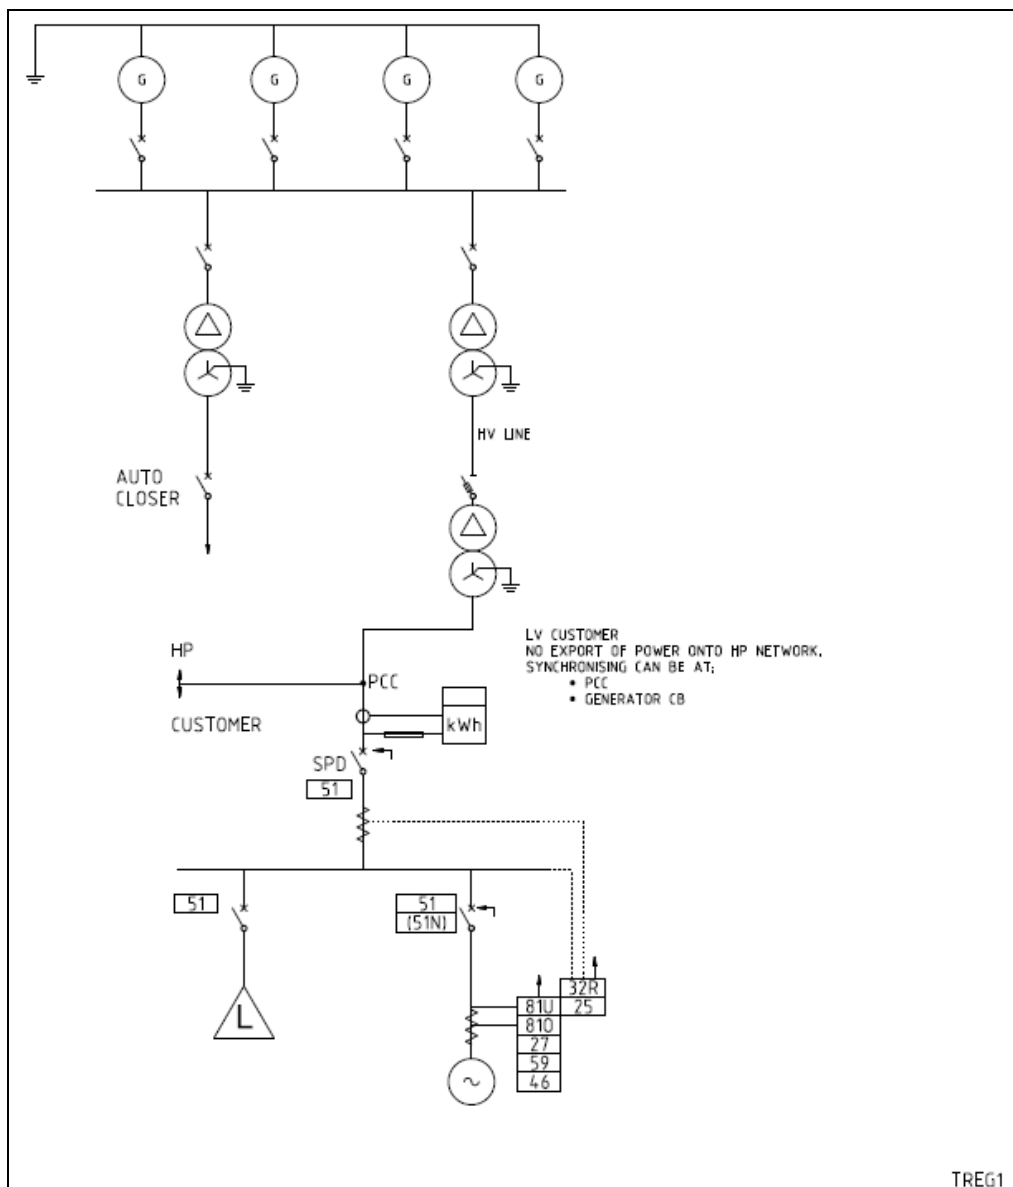 G
G
G
G
HV LINE
AUTO
CLOSER
LV CUSTOMER
NO EXPORT OF POWER ONTO HP NETWORK.
SYNCHRONISING CAN BE AT;
• PCC
• GENERATOR CB
HP
PCC
CUSTOMER
kWh
SPD
51
51
51
(51N)
32R
25
81U
81O
27
59
46
L
TREG1